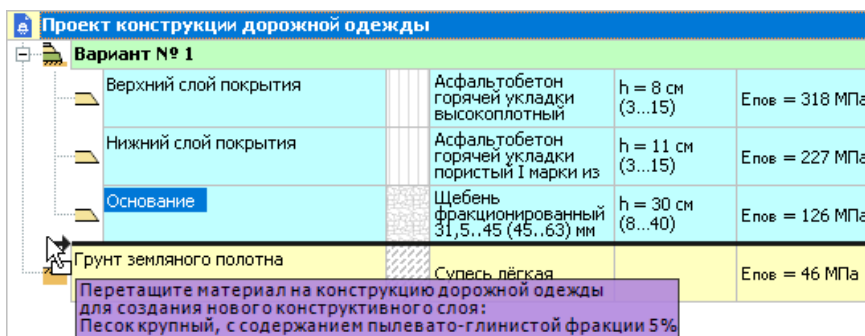 Проект конструкции дорожной одежды
Вариант № 1
Верхний слой покрытия
Асфальтобетон
горячей укладки
высокоплотный
h = 8 см
(3...15)
Eпов = 318 МПа
Нижний слой покрытия
Асфальтобетон
горячей укладки
пористый I марки из
h = 11 см
(3...15)
Eпов = 227 МПа
Основание
Щебень
фракционированный
31,5..45 (45..63) мм
h = 30 см
(8...40)
Eпов = 126 МПа
Грунт земляного полотна
Супесь лёгкая
Eпов = 46 МПа
Перетащите материал на конструкцию дорожной одежды
для создания нового конструктивного слоя:
Песок крупный, с содержанием пылевато-глинистой фракции 5%